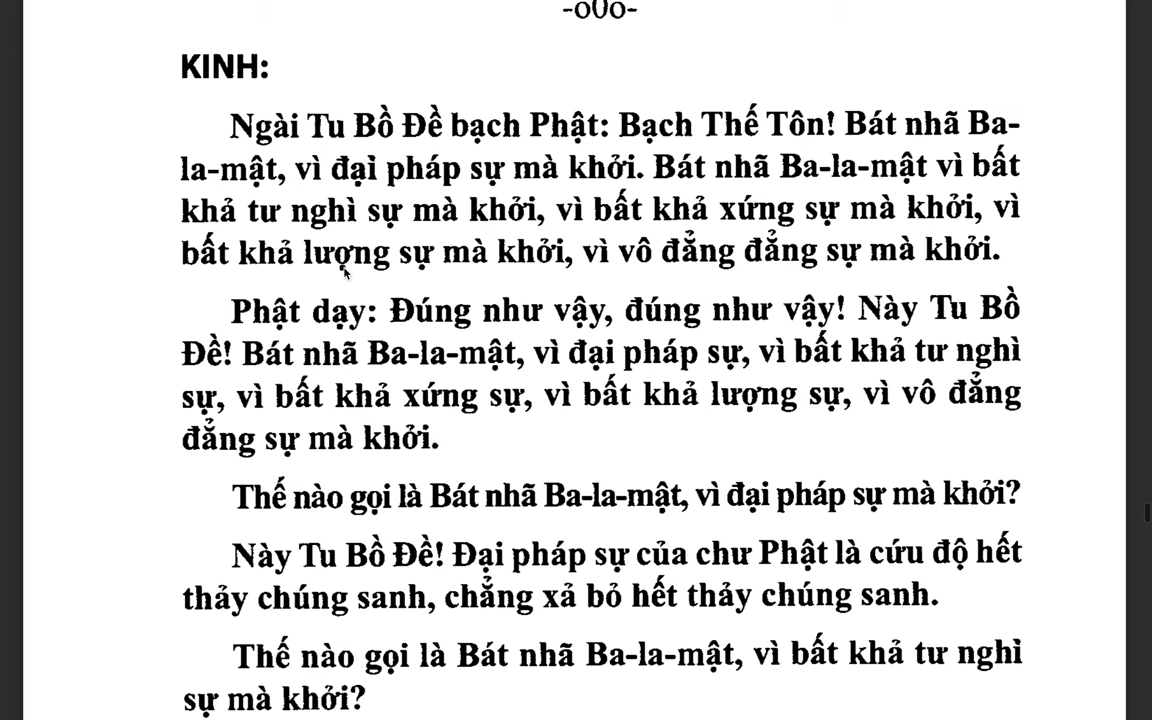 -o0o-
KINH:
Ngài Tu Bồ Đề bạch Phật: Bạch Thế Tôn! Bát nhã Ba-
la-mật, vì đại pháp sự mà khởi. Bát nhã Ba-la-mật vì bất
khả tư nghì sự mà khởi, vì bất khả xứng sự mà khởi, vì
bất khả lượng sự mà khởi, vì vô đẳng đẳng sự mà khởi.
Phật dạy: Đúng như vậy, đúng như vậy! Này Tu Bồ
Đề! Bát nhã Ba-la-mật, vì đại pháp sự, vì bất khả tư nghì
sự, vì bất khả xứng sự, vì bất khả lượng sự, vì vô đẳng
đẳng sự mà khởi.
Thế nào gọi là Bát nhã Ba-la-mật, vì đại pháp sự mà khởi?
Này Tu Bồ Đề! Đại pháp sự của chư Phật là cứu độ hết
thảy chúng sanh, chẳng xả bỏ hết thảy chúng sanh.
Thế nào gọi là Bát nhã Ba-la-mật, vì bất khả tư nghì
sự mà khởi?